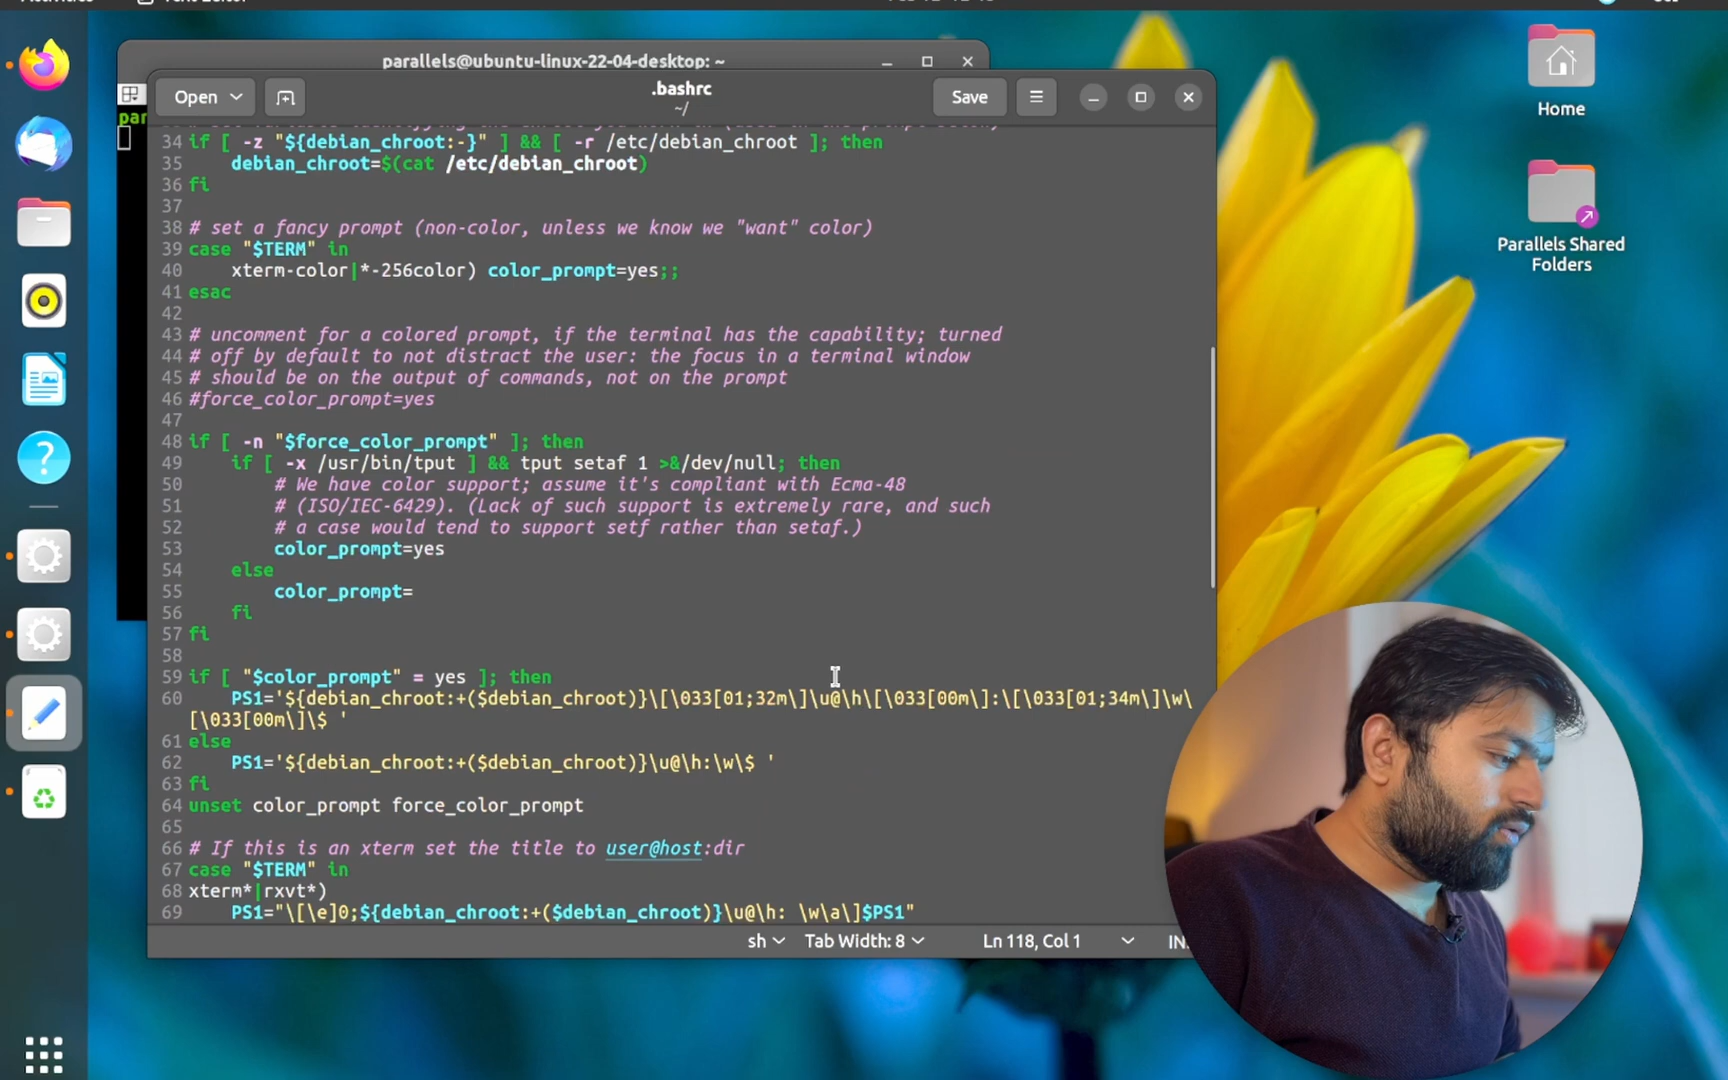 parallels@ubuntu-linux-22-04-desktop: ~
Open
.bashrc
~/
Save
par
34 if [ -z "${debian_chroot:-}" ] && [ -r /etc/debian_chroot ]; then
35     debian_chroot=$(cat /etc/debian_chroot)
36 fi
37
38 # set a fancy prompt (non-color, unless we know we "want" color)
39 case "$TERM" in
40     xterm-color|*-256color) color_prompt=yes;;
41 esac
42
43 # uncomment for a colored prompt, if the terminal has the capability; turned
44 # off by default to not distract the user: the focus in a terminal window
45 # should be on the output of commands, not on the prompt
46 #force_color_prompt=yes
47
48 if [ -n "$force_color_prompt" ]; then
49     if [ -x /usr/bin/tput ] && tput setaf 1 >&/dev/null; then
50         # We have color support; assume it's compliant with Ecma-48
51         # (ISO/IEC-6429). (Lack of such support is extremely rare, and such
52         # a case would tend to support setf rather than setaf.)
53         color_prompt=yes
54     else
55         color_prompt=
56     fi
57 fi
58
59 if [ "$color_prompt" = yes ]; then
60     PS1='${debian_chroot:+($debian_chroot)}\[\033[01;32m\]\u@\h\[\033[00m\]:\[\033[01;34m\]\w\
[\033[00m\]\$ '
61 else
62     PS1='${debian_chroot:+($debian_chroot)}\u@\h:\w\$ '
63 fi
64 unset color_prompt force_color_prompt
65
66 # If this is an xterm set the title to user@host:dir
67 case "$TERM" in
68 xterm*|rxvt*)
69     PS1="\[\e]0;${debian_chroot:+($debian_chroot)}\u@\h: \w\a\]$PS1"
sh Tab Width: 8 Ln 118, Col 1 IN
Home
Parallels Shared
Folders